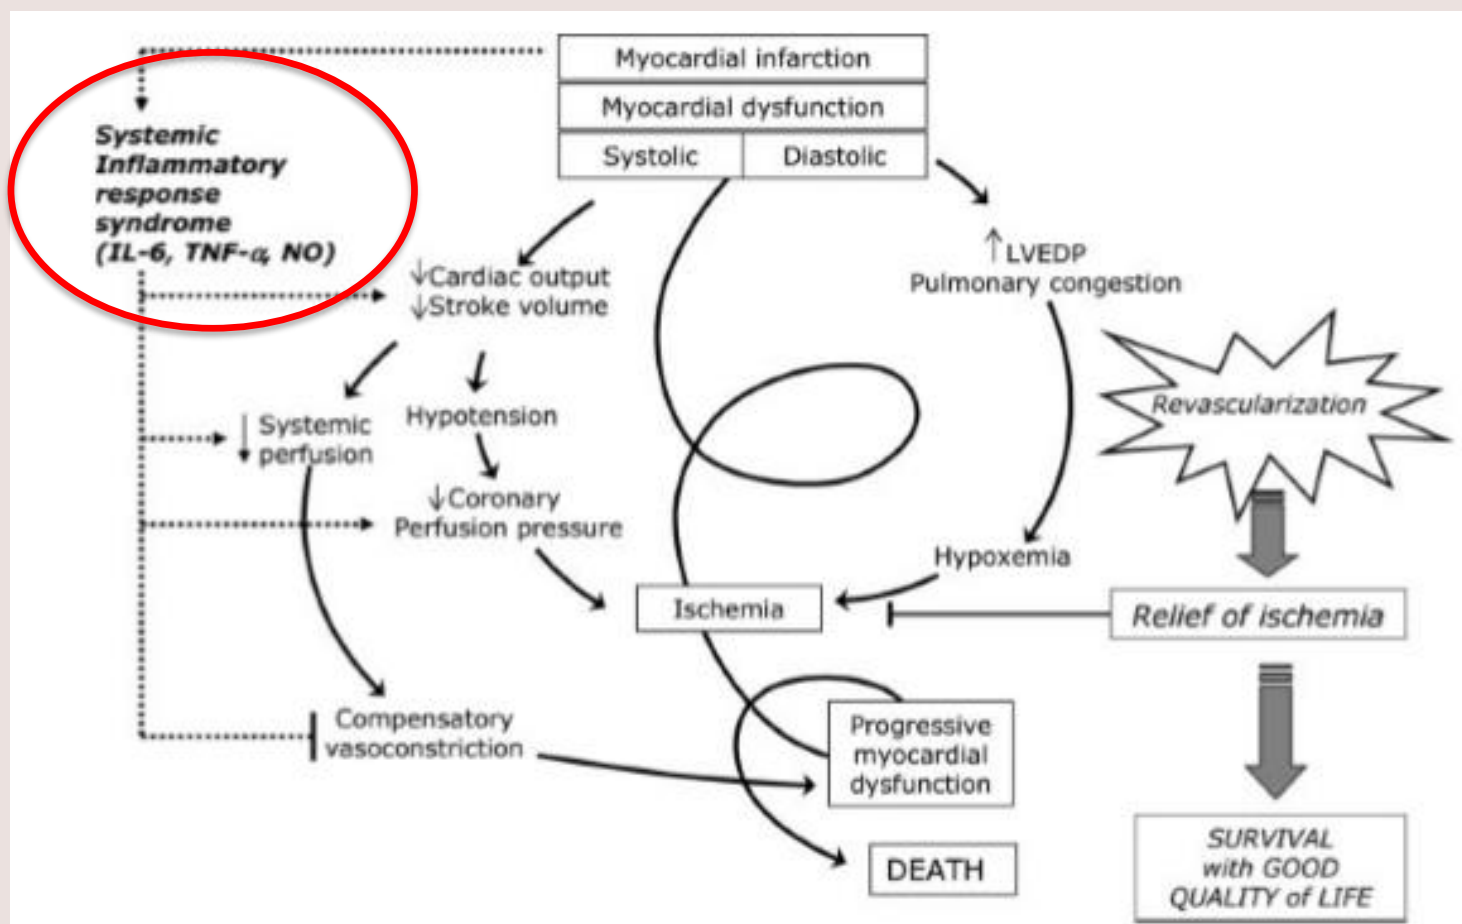 Myocardial infarction
Myocardial dysfunction
Systolic
Diastolic
Systemic
Inflammatory
response
syndrome
(IL-6, TNF-α, NO)
↓Cardiac output
↓Stroke volume
↑LVEDP
Pulmonary congestion
Revascularization
↓ Systemic
perfusion
Hypotension
↓Coronary
Perfusion pressure
Hypoxemia
Ischemia
Relief of ischemia
Compensatory
vasoconstriction
Progressive
myocardial
dysfunction
DEATH
SURVIVAL
with GOOD
QUALITY of LIFE